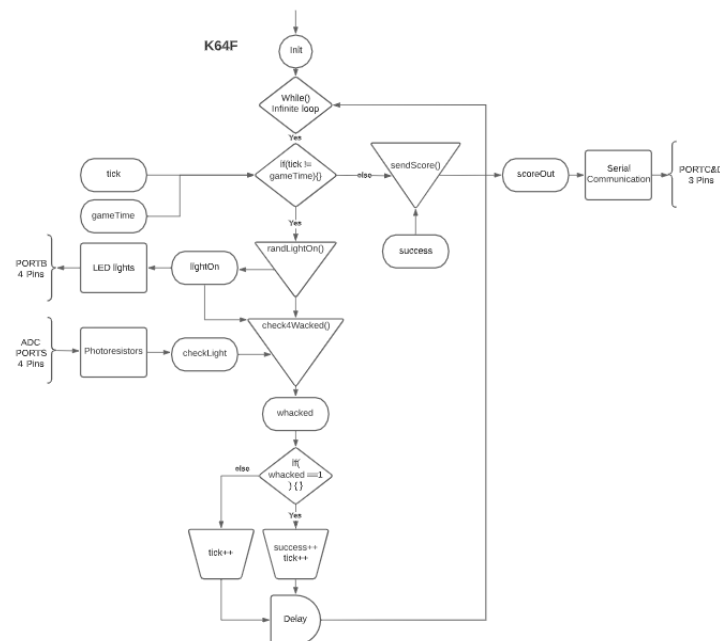 K64F
Init
While()
Infinite loop
Yes
tick
if(tick !=
gameTime){}
else
sendScore()
scoreOut
Serial
Communication
PORTC&D
3 Pins
gameTime
Yes
success
randLightOn()
PORTB
4 Pins
LED lights
lightOn
check4Wacked()
ADC
PORTS
4 Pins
Photoresistors
checkLight
whacked
else
if(
whacked ==1
) { }
Yes
tick++
success++
tick++
Delay